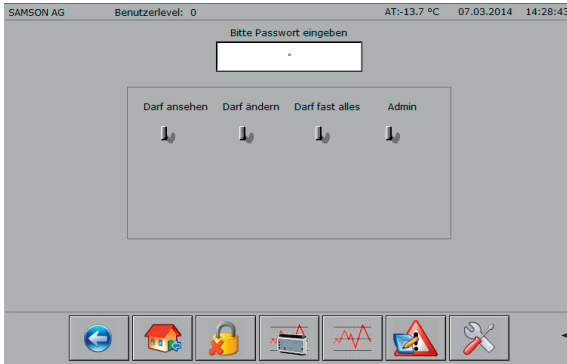 SAMSON AG Benutzerlevel: 0 AT:-13.7 °C 07.03.2014 14:28:43
Bitte Passwort eingeben
*
Darf ansehen Darf ändern Darf fast alles Admin